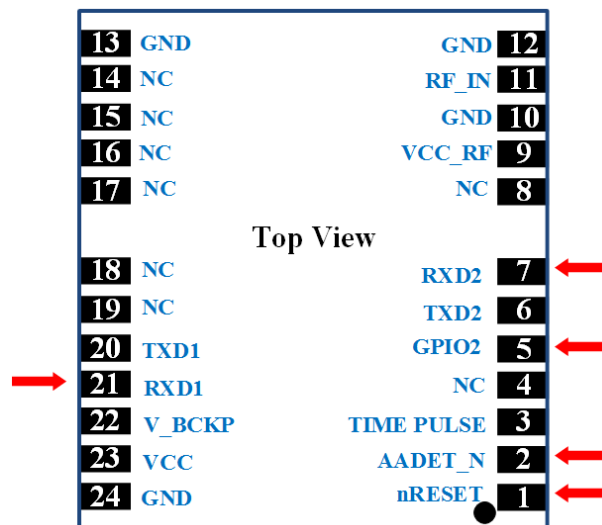 13 GND GND 12
14 NC RF_IN 11
15 NC GND 10
16 NC VCC_RF 9
17 NC NC 8
Top View
18 NC RXD2 7
19 NC TXD2 6
20 TXD1 GPIO2 5
21 RXD1 NC 4
22 V_BCKP TIME PULSE 3
23 VCC AADET_N 2
24 GND nRESET 1